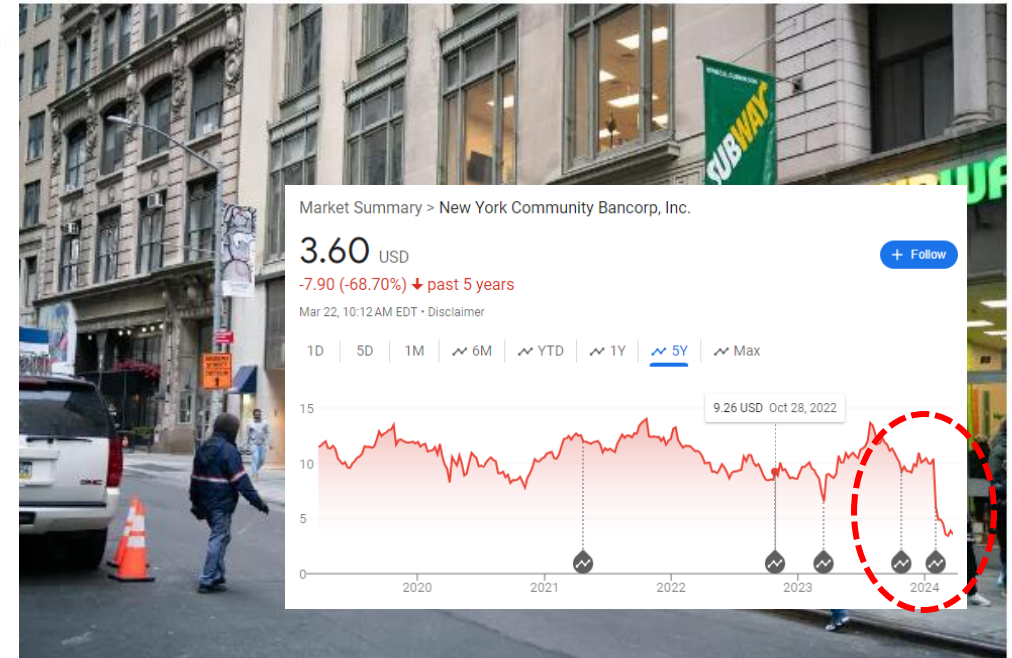 SUBWAY
Market Summary > New York Community Bancorp, Inc.
3.60 USD
+ Follow
-7.90 (-68.70%) ↓ past 5 years
Mar 22, 10:12 AM EDT • Disclaimer
1D 5D 1M 6M YTD 1Y 5Y Max
9.26 USD Oct 28, 2022
15
10
5
0
2020 2021 2022 2023 2024
GMC